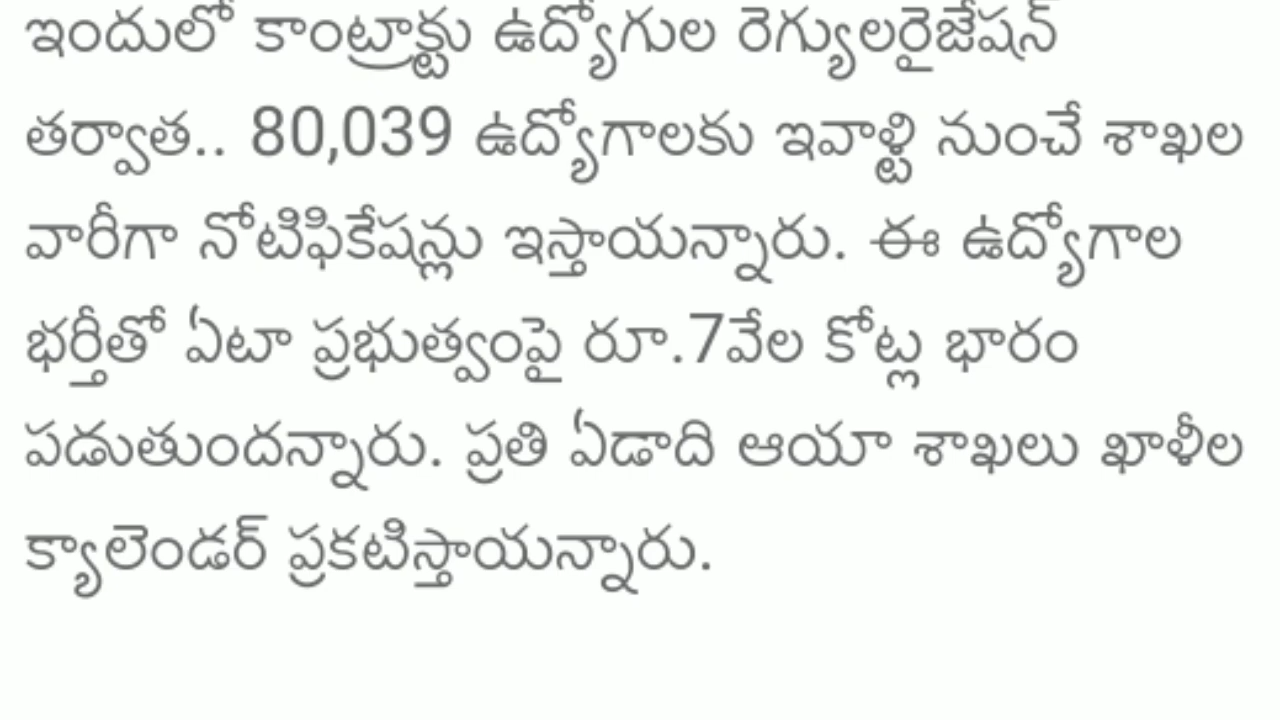 ఇందులో కాంట్రాక్టు ఉద్యోగుల రెగ్యులరైజేషన్
తర్వాత.. 80,039 ఉద్యోగాలకు ఇవాళ్టి నుంచే శాఖల
వారీగా నోటిఫికేషన్లు ఇస్తాయన్నారు. ఈ ఉద్యోగాల
భర్తీతో ఏటా ప్రభుత్వంపై రూ.7వేల కోట్ల భారం
పడుతుందన్నారు. ప్రతి ఏడాది ఆయా శాఖలు ఖాళీల
క్యాలెండర్ ప్రకటిస్తాయన్నారు.